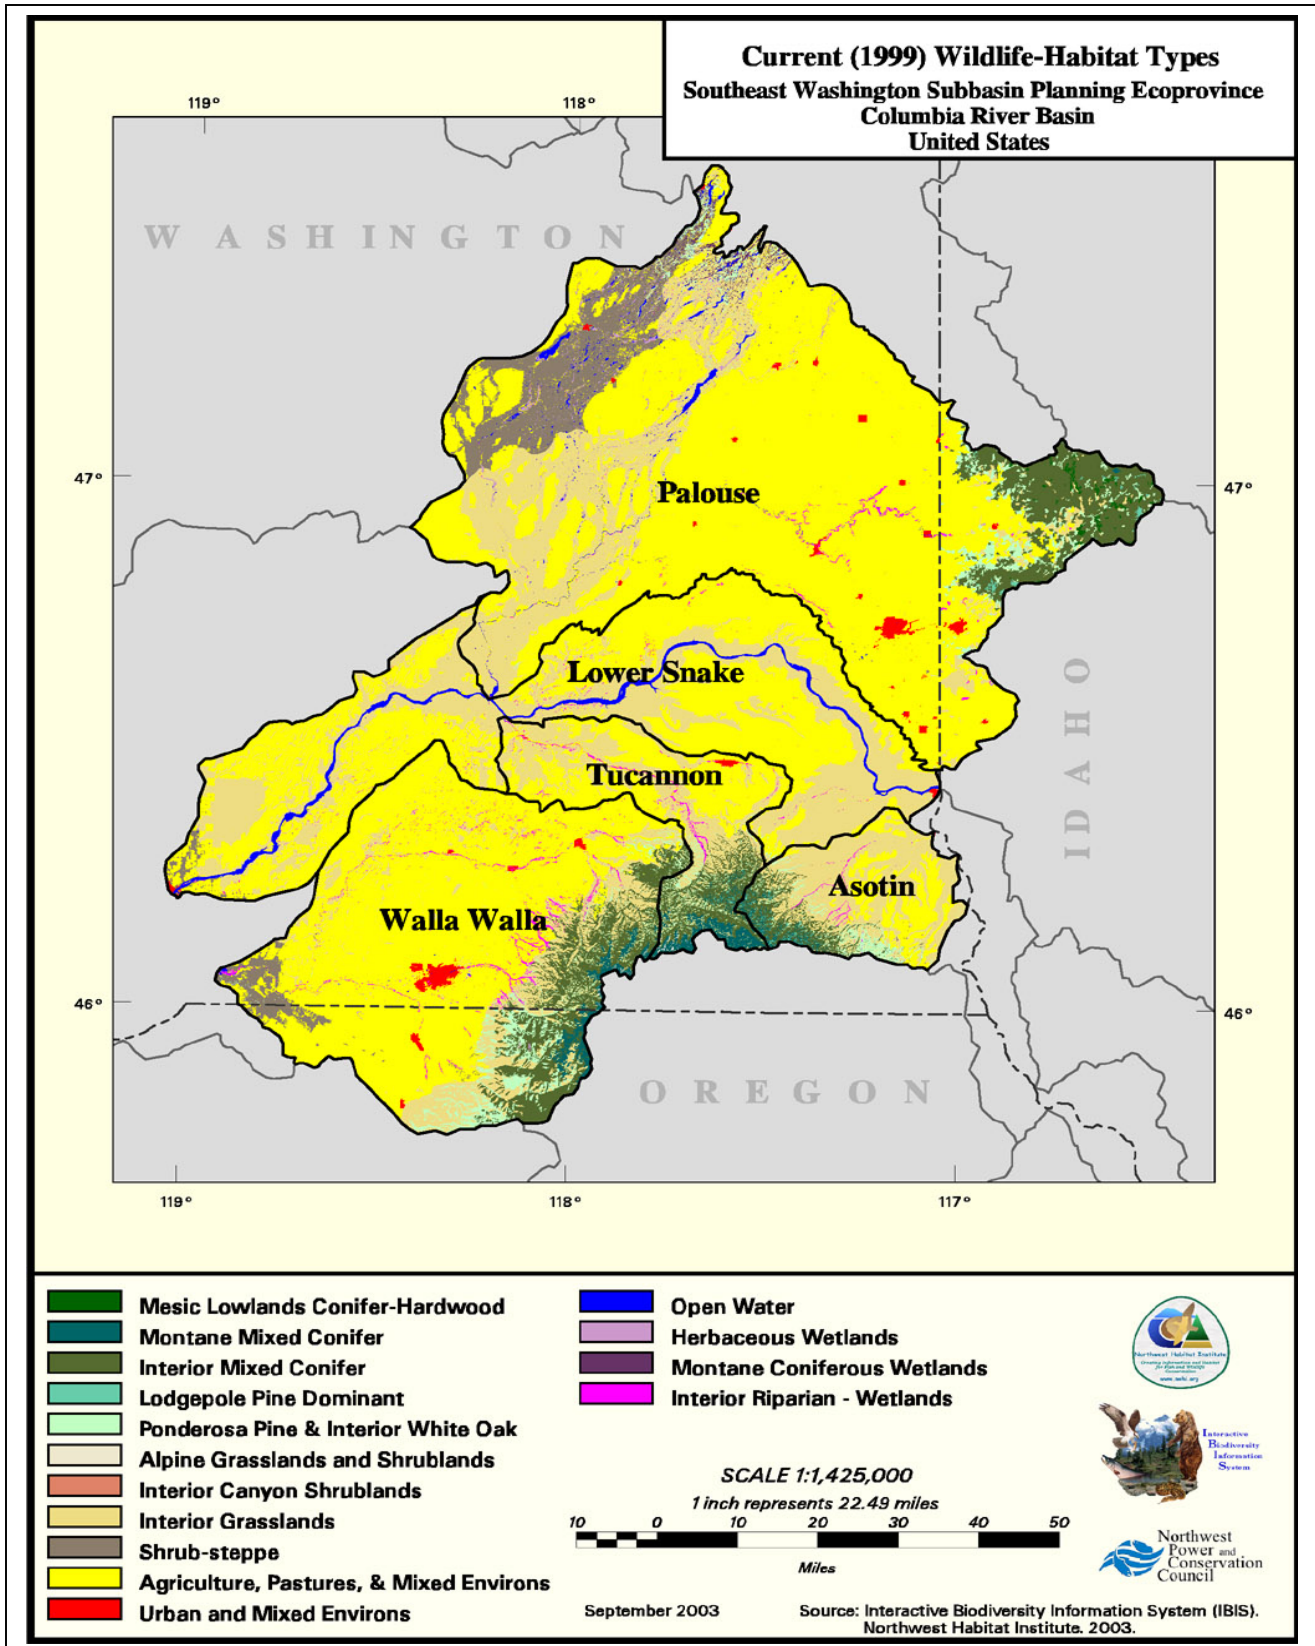 Current (1999) Wildlife-Habitat Types
Southeast Washington Subbasin Planning Ecoprovince
Columbia River Basin
United States
119°
118°
WASHINGTON
47°
47°
Palouse
Lower Snake
IDAHO
Tucannon
Asotin
Walla Walla
46°
46°
OREGON
119°
118°
117°
Mesic Lowlands Conifer-Hardwood
Montane Mixed Conifer
Interior Mixed Conifer
Lodgepole Pine Dominant
Ponderosa Pine & Interior White Oak
Alpine Grasslands and Shrublands
Interior Canyon Shrublands
Interior Grasslands
Shrub-steppe
Agriculture, Pastures, & Mixed Environs
Urban and Mixed Environs
Open Water
Herbaceous Wetlands
Montane Coniferous Wetlands
Interior Riparian - Wetlands
SCALE 1:1,425,000
1 inch represents 22.49 miles
10 0 10 20 30 40 50
Miles
September 2003
Source: Interactive Biodiversity Information System (IBIS).
Northwest Habitat Institute. 2003.
Northwest Habitat Institute
www.nwhi.org
Interactive
Biodiversity
Information
System
Northwest
Power and
Conservation
Council